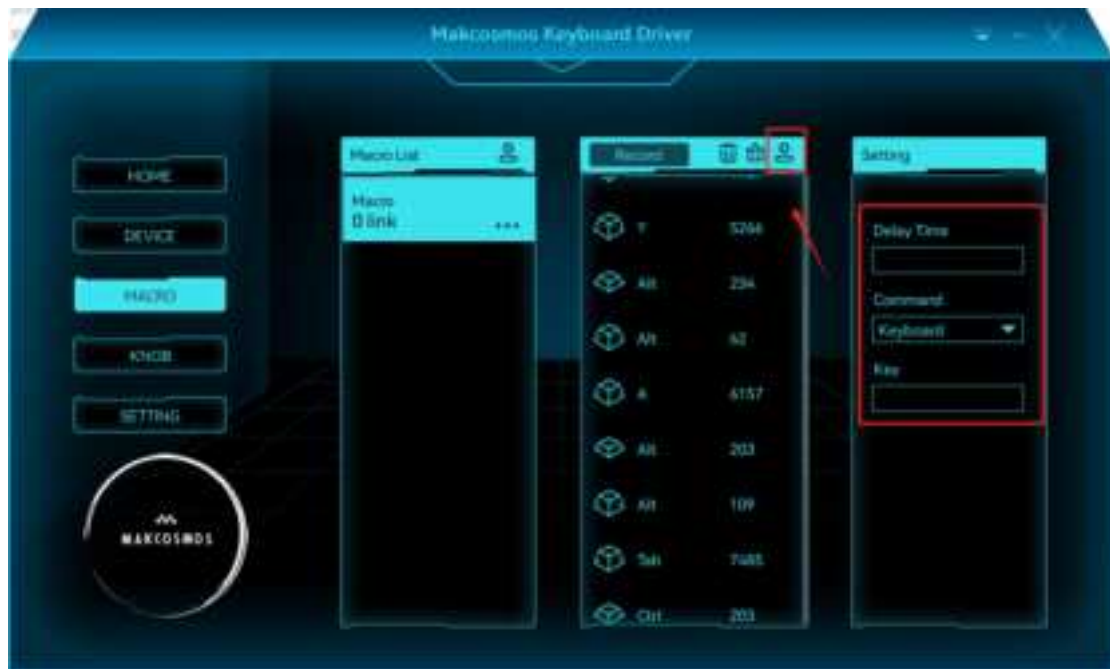 Makcosmos Keyboard Driver
HOME
DEVICE
MACRO
KNOB
SETTING
MAKCOSMOS
Macro List
Macro
0 link
...
Record
Y 5266
Alt 234
Alt 62
A 6157
Alt 203
Alt 109
Tab 7485
Ctrl 203
Setting
Delay Time
Command
Keyboard
Key